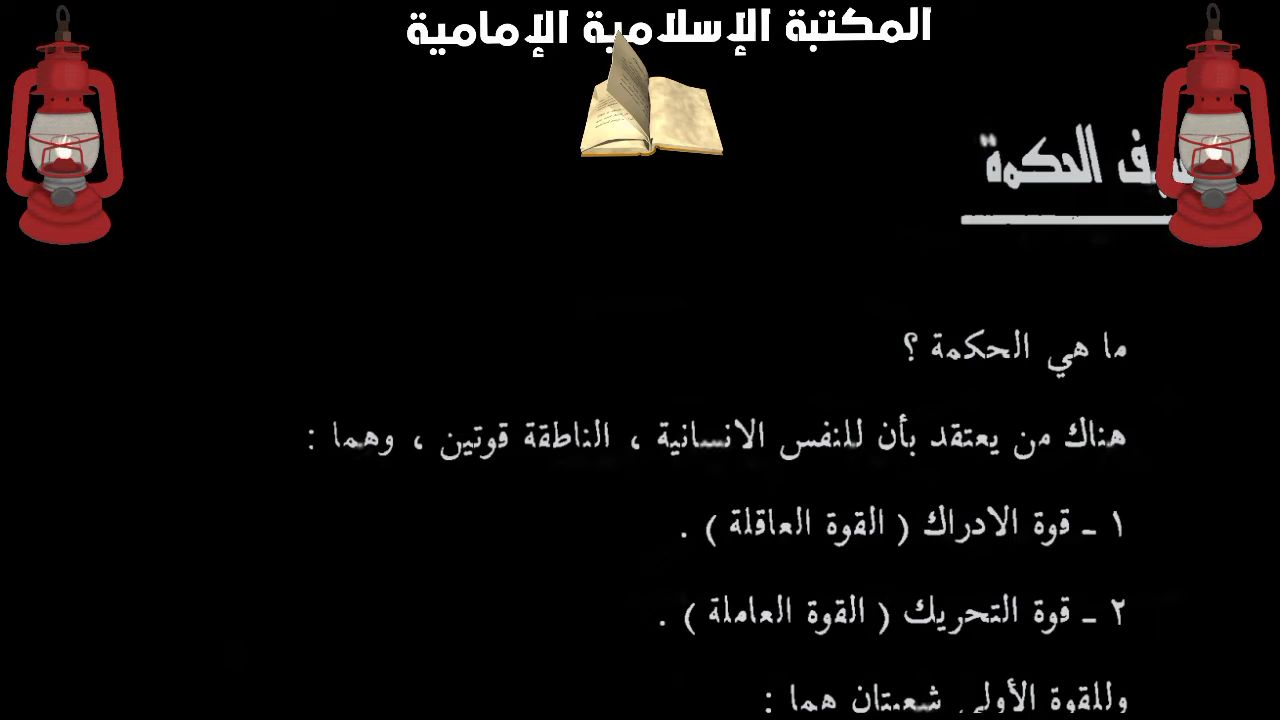 المكتبة الإسلامية الإمامية
الحكمة
ما هي الحكمة ؟
هناك من يعتقد بأن للنفس الانسانية ، الناطقة قوتين ، وهما :
١ ـ قوة الادراك ( القوة العاقلة ) .
٢ ـ قوة التحريك ( القوة العاملة ) .
وللقوة الأولى شعبتان هما :